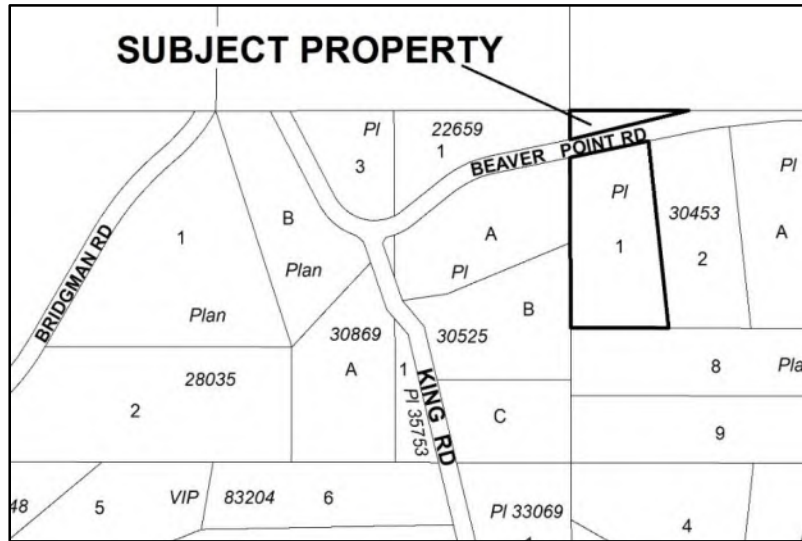 SUBJECT PROPERTY
Pl
3
22659
1
BEAVER POINT RD
Pl
1
30453
2
Pl
A
BRIDGMAN RD
1
Plan
B
Plan
A
Pl
B
30525
30869
A
1
Pl 35753
KING RD
28035
2
C
8
Pla
9
48
5
VIP 83204 6
Pl 33069
4